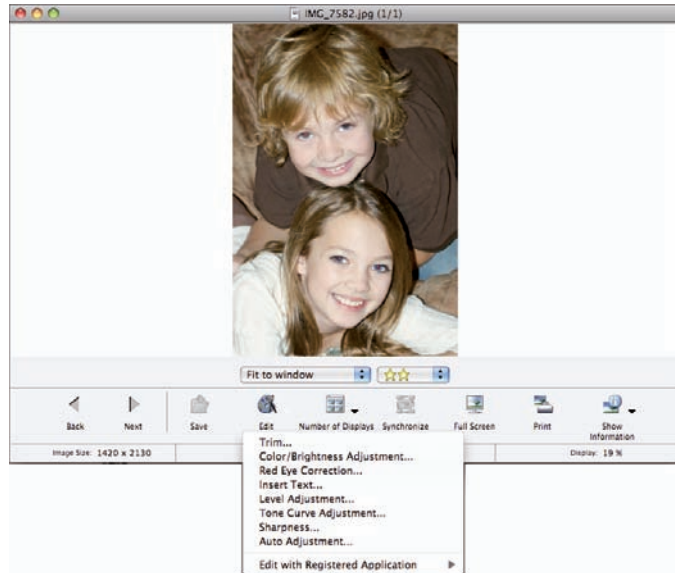 IMG_7582.jpg (1/1)
Fit to window
Back Next Save Edit Number of Displays Synchronize Full Screen Print Show Information
Image Size: 1420 x 2130 Display: 19 %
Trim...
Color/Brightness Adjustment...
Red Eye Correction...
Insert Text...
Level Adjustment...
Tone Curve Adjustment...
Sharpness...
Auto Adjustment...
Edit with Registered Application